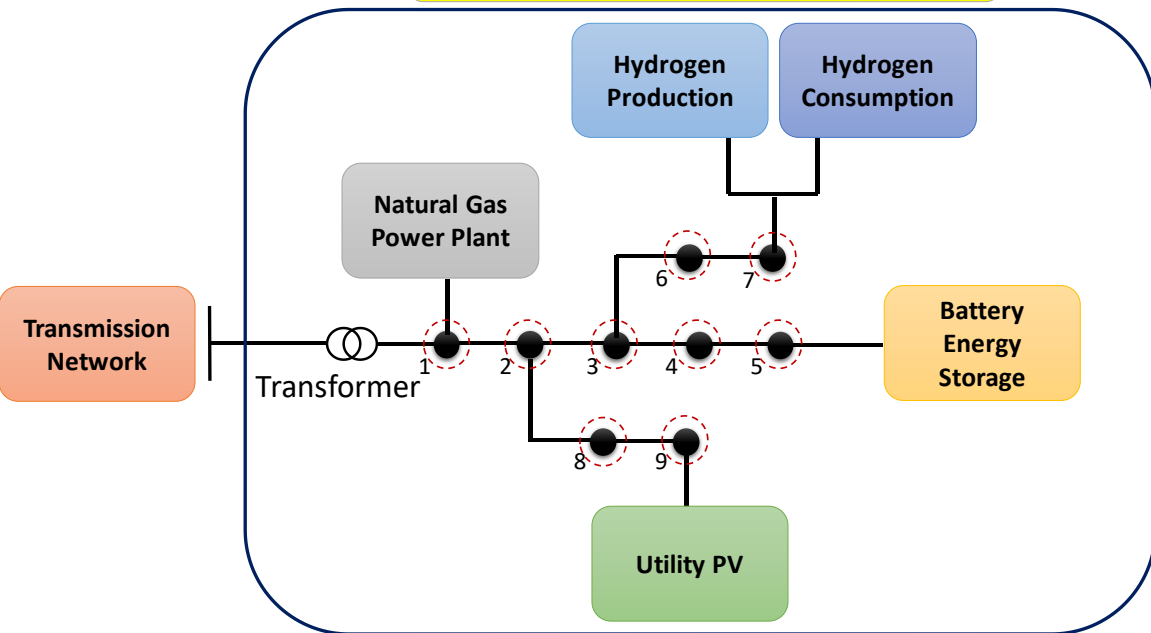 Hydrogen
Production
Hydrogen
Consumption
Natural Gas
Power Plant
6
7
Transmission
Network
Transformer
1
2
3
4
5
Battery
Energy
Storage
8
9
Utility PV